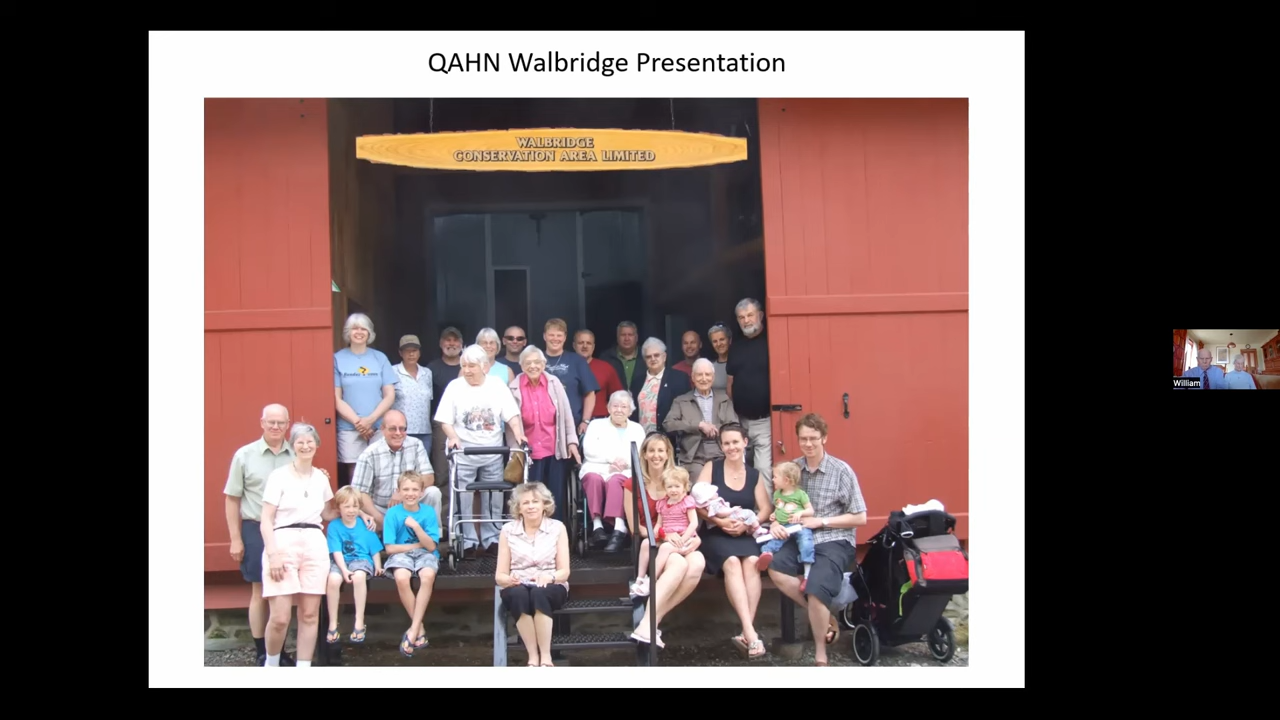 QAHN Walbridge Presentation
WALBRIDGE
CONSERVATION AREA LIMITED
William